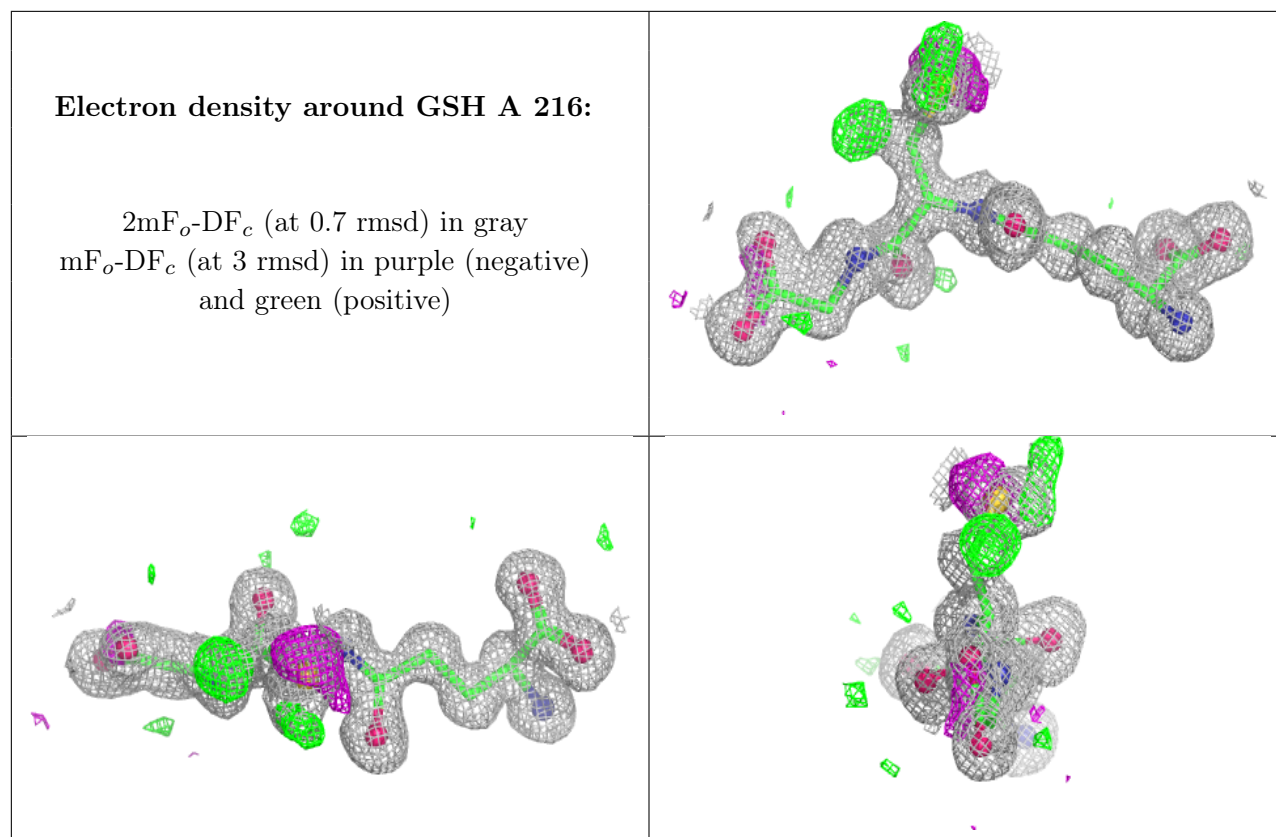 Electron density around GSH A 216:
2mFo-DFc (at 0.7 rmsd) in gray
mFo-DFc (at 3 rmsd) in purple (negative)
and green (positive)